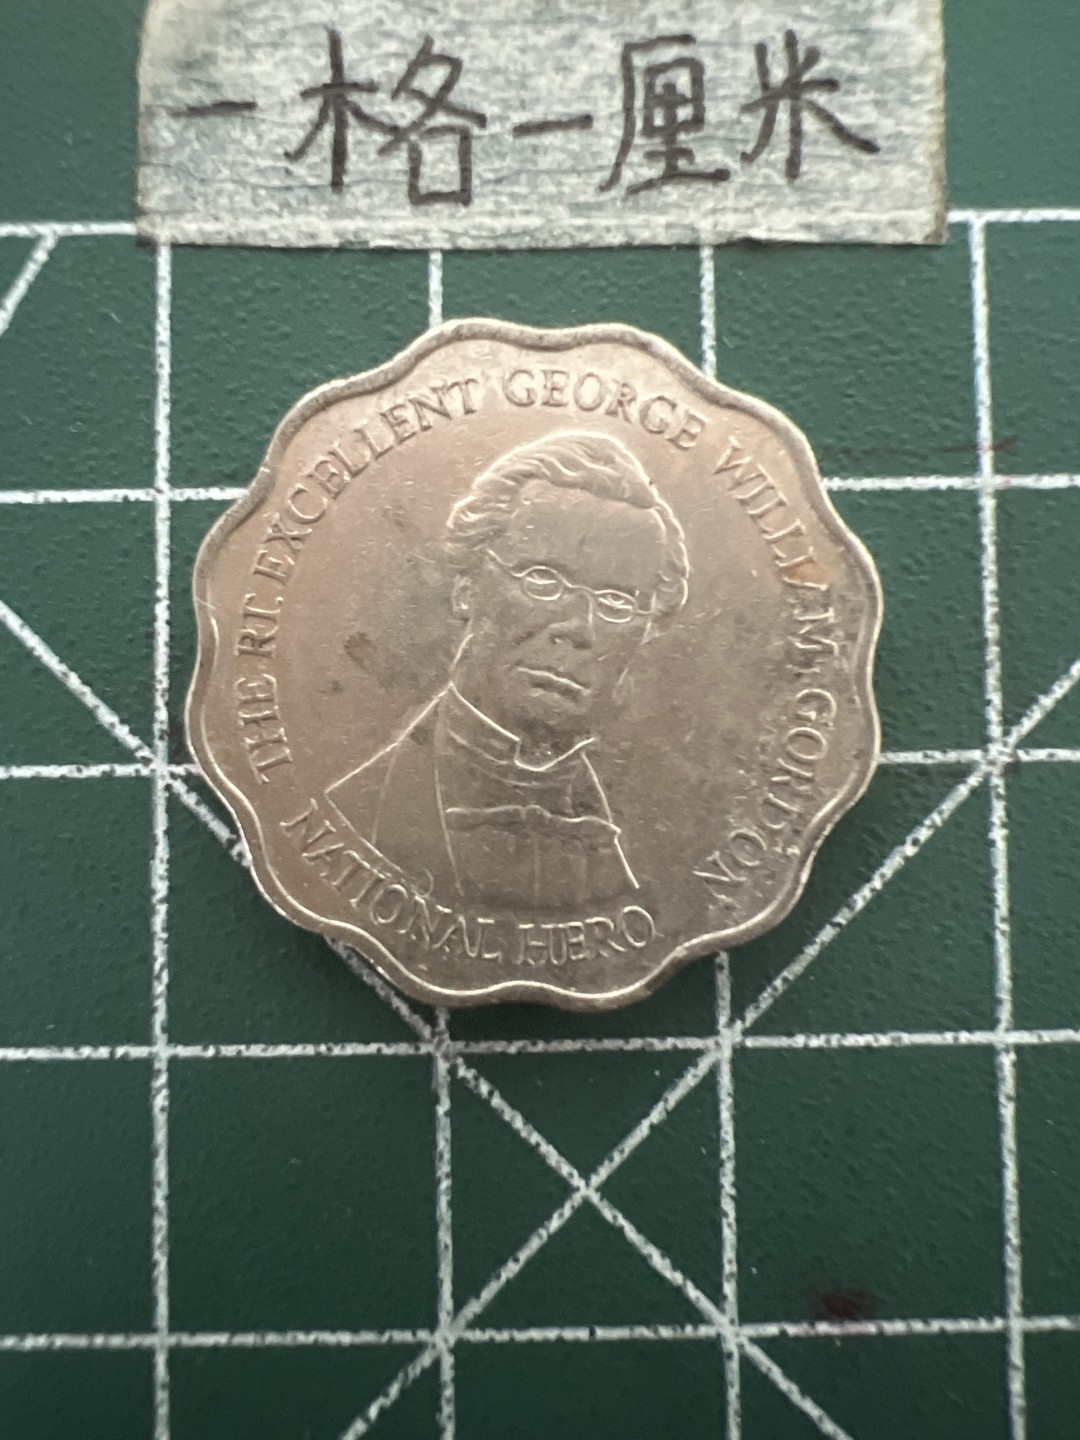 一格一厘米
THE RT. EXCELLENT GEORGE WILLIAM GORDON
NATIONAL HERO